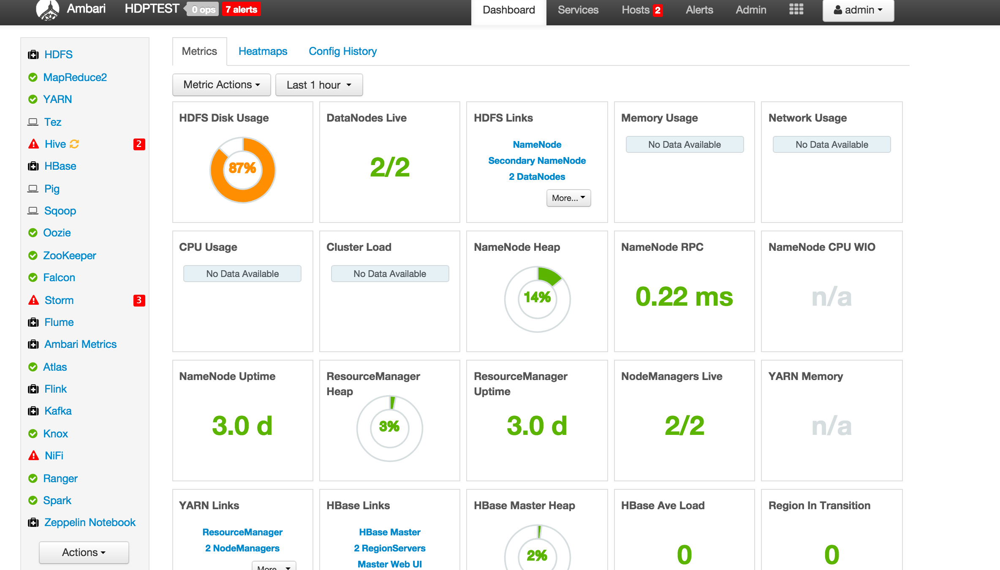 Ambari HDPTEST 0 ops 7 alerts Dashboard Services Hosts 2 Alerts Admin admin
HDFS
MapReduce2
YARN
Tez
Hive 2
HBase
Pig
Sqoop
Oozie
ZooKeeper
Falcon
Storm 3
Flume
Ambari Metrics
Atlas
Flink
Kafka
Knox
NiFi
Ranger
Spark
Zeppelin Notebook
Actions
Metrics Heatmaps Config History
Metric Actions Last 1 hour
HDFS Disk Usage
87%
DataNodes Live
2/2
HDFS Links
NameNode
Secondary NameNode
2 DataNodes
More...
Memory Usage
No Data Available
Network Usage
No Data Available
CPU Usage
No Data Available
Cluster Load
No Data Available
NameNode Heap
14%
NameNode RPC
0.22 ms
NameNode CPU WIO
n/a
NameNode Uptime
3.0 d
ResourceManager
Heap
3%
ResourceManager
Uptime
3.0 d
NodeManagers Live
2/2
YARN Memory
n/a
YARN Links
ResourceManager
2 NodeManagers
More
HBase Links
HBase Master
2 RegionServers
Master Web UI
HBase Master Heap
2%
HBase Ave Load
0
Region In Transition
0